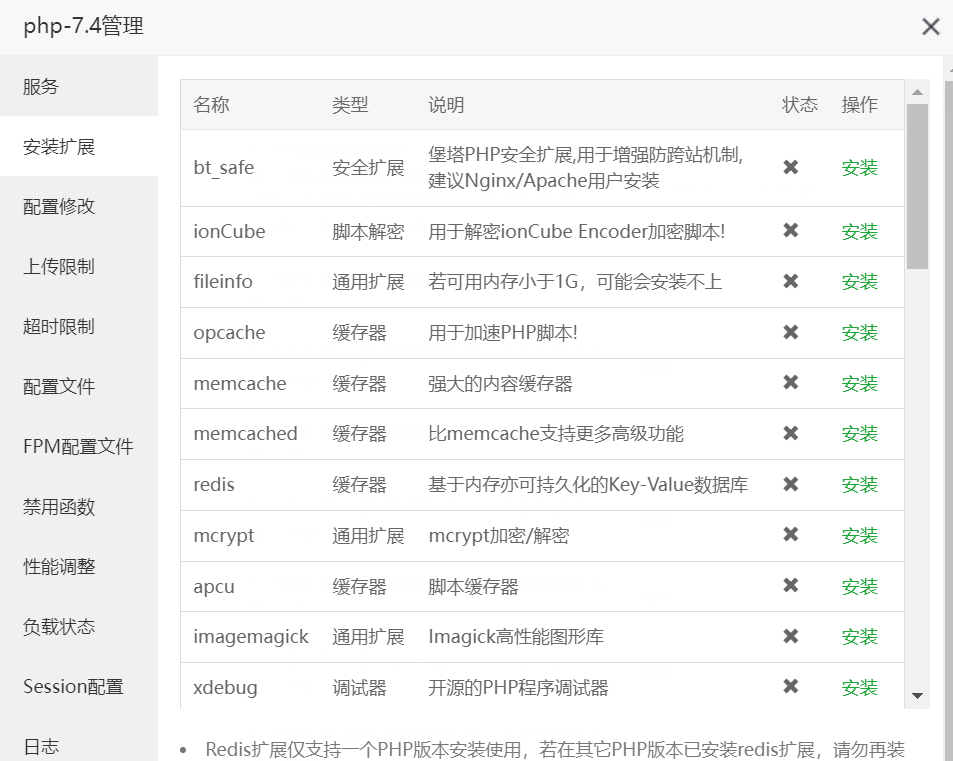 php-7.4管理
服务
安装扩展
配置修改
上传限制
超时限制
配置文件
FPM配置文件
禁用函数
性能调整
负载状态
Session配置
日志
名称 类型 说明 状态 操作
bt_safe 安全扩展 堡塔PHP安全扩展,用于增强防跨站机制,
建议Nginx/Apache用户安装 安装
ionCube 脚本解密 用于解密ionCube Encoder加密脚本! 安装
fileinfo 通用扩展 若可用内存小于1G，可能会安装不上 安装
opcache 缓存器 用于加速PHP脚本! 安装
memcache 缓存器 强大的内容缓存器 安装
memcached 缓存器 比memcache支持更多高级功能 安装
redis 缓存器 基于内存亦可持久化的Key-Value数据库 安装
mcrypt 通用扩展 mcrypt加密/解密 安装
apcu 缓存器 脚本缓存器 安装
imagemagick 通用扩展 Imagick高性能图形库 安装
xdebug 调试器 开源的PHP程序调试器 安装
Redis扩展仅支持一个PHP版本安装使用，若在其它PHP版本已安装redis扩展，请勿再装